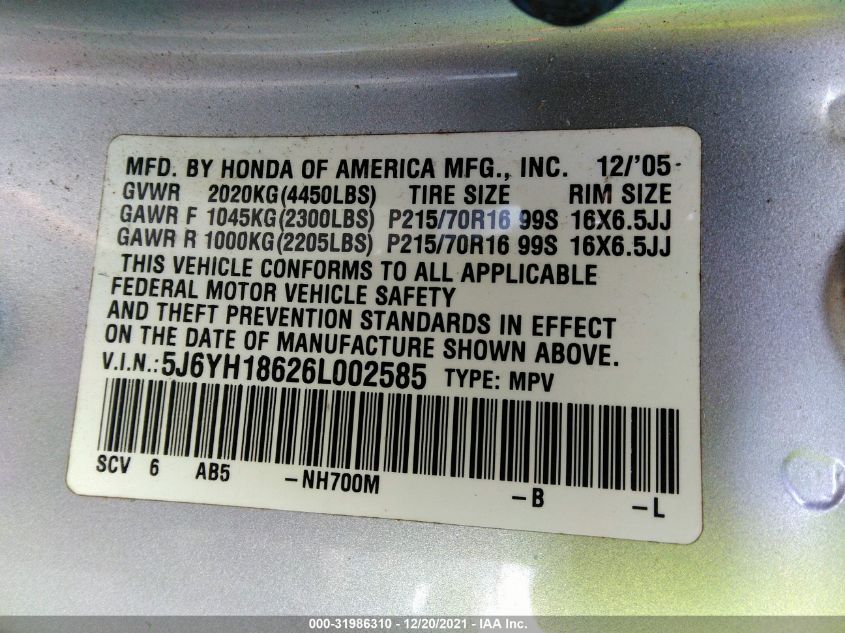 MFD. BY HONDA OF AMERICA MFG., INC. 12/'05
GVWR 2020KG(4450LBS) TIRE SIZE RIM SIZE
GAWR F 1045KG(2300LBS) P215/70R16 99S 16X6.5JJ
GAWR R 1000KG(2205LBS) P215/70R16 99S 16X6.5JJ
THIS VEHICLE CONFORMS TO ALL APPLICABLE
FEDERAL MOTOR VEHICLE SAFETY
AND THEFT PREVENTION STANDARDS IN EFFECT
ON THE DATE OF MANUFACTURE SHOWN ABOVE.
V.I.N.: 5J6YH18626L002585 TYPE: MPV
SCV 6 AB5 -NH700M -B -L
000-31986310 - 12/20/2021 - IAA Inc.